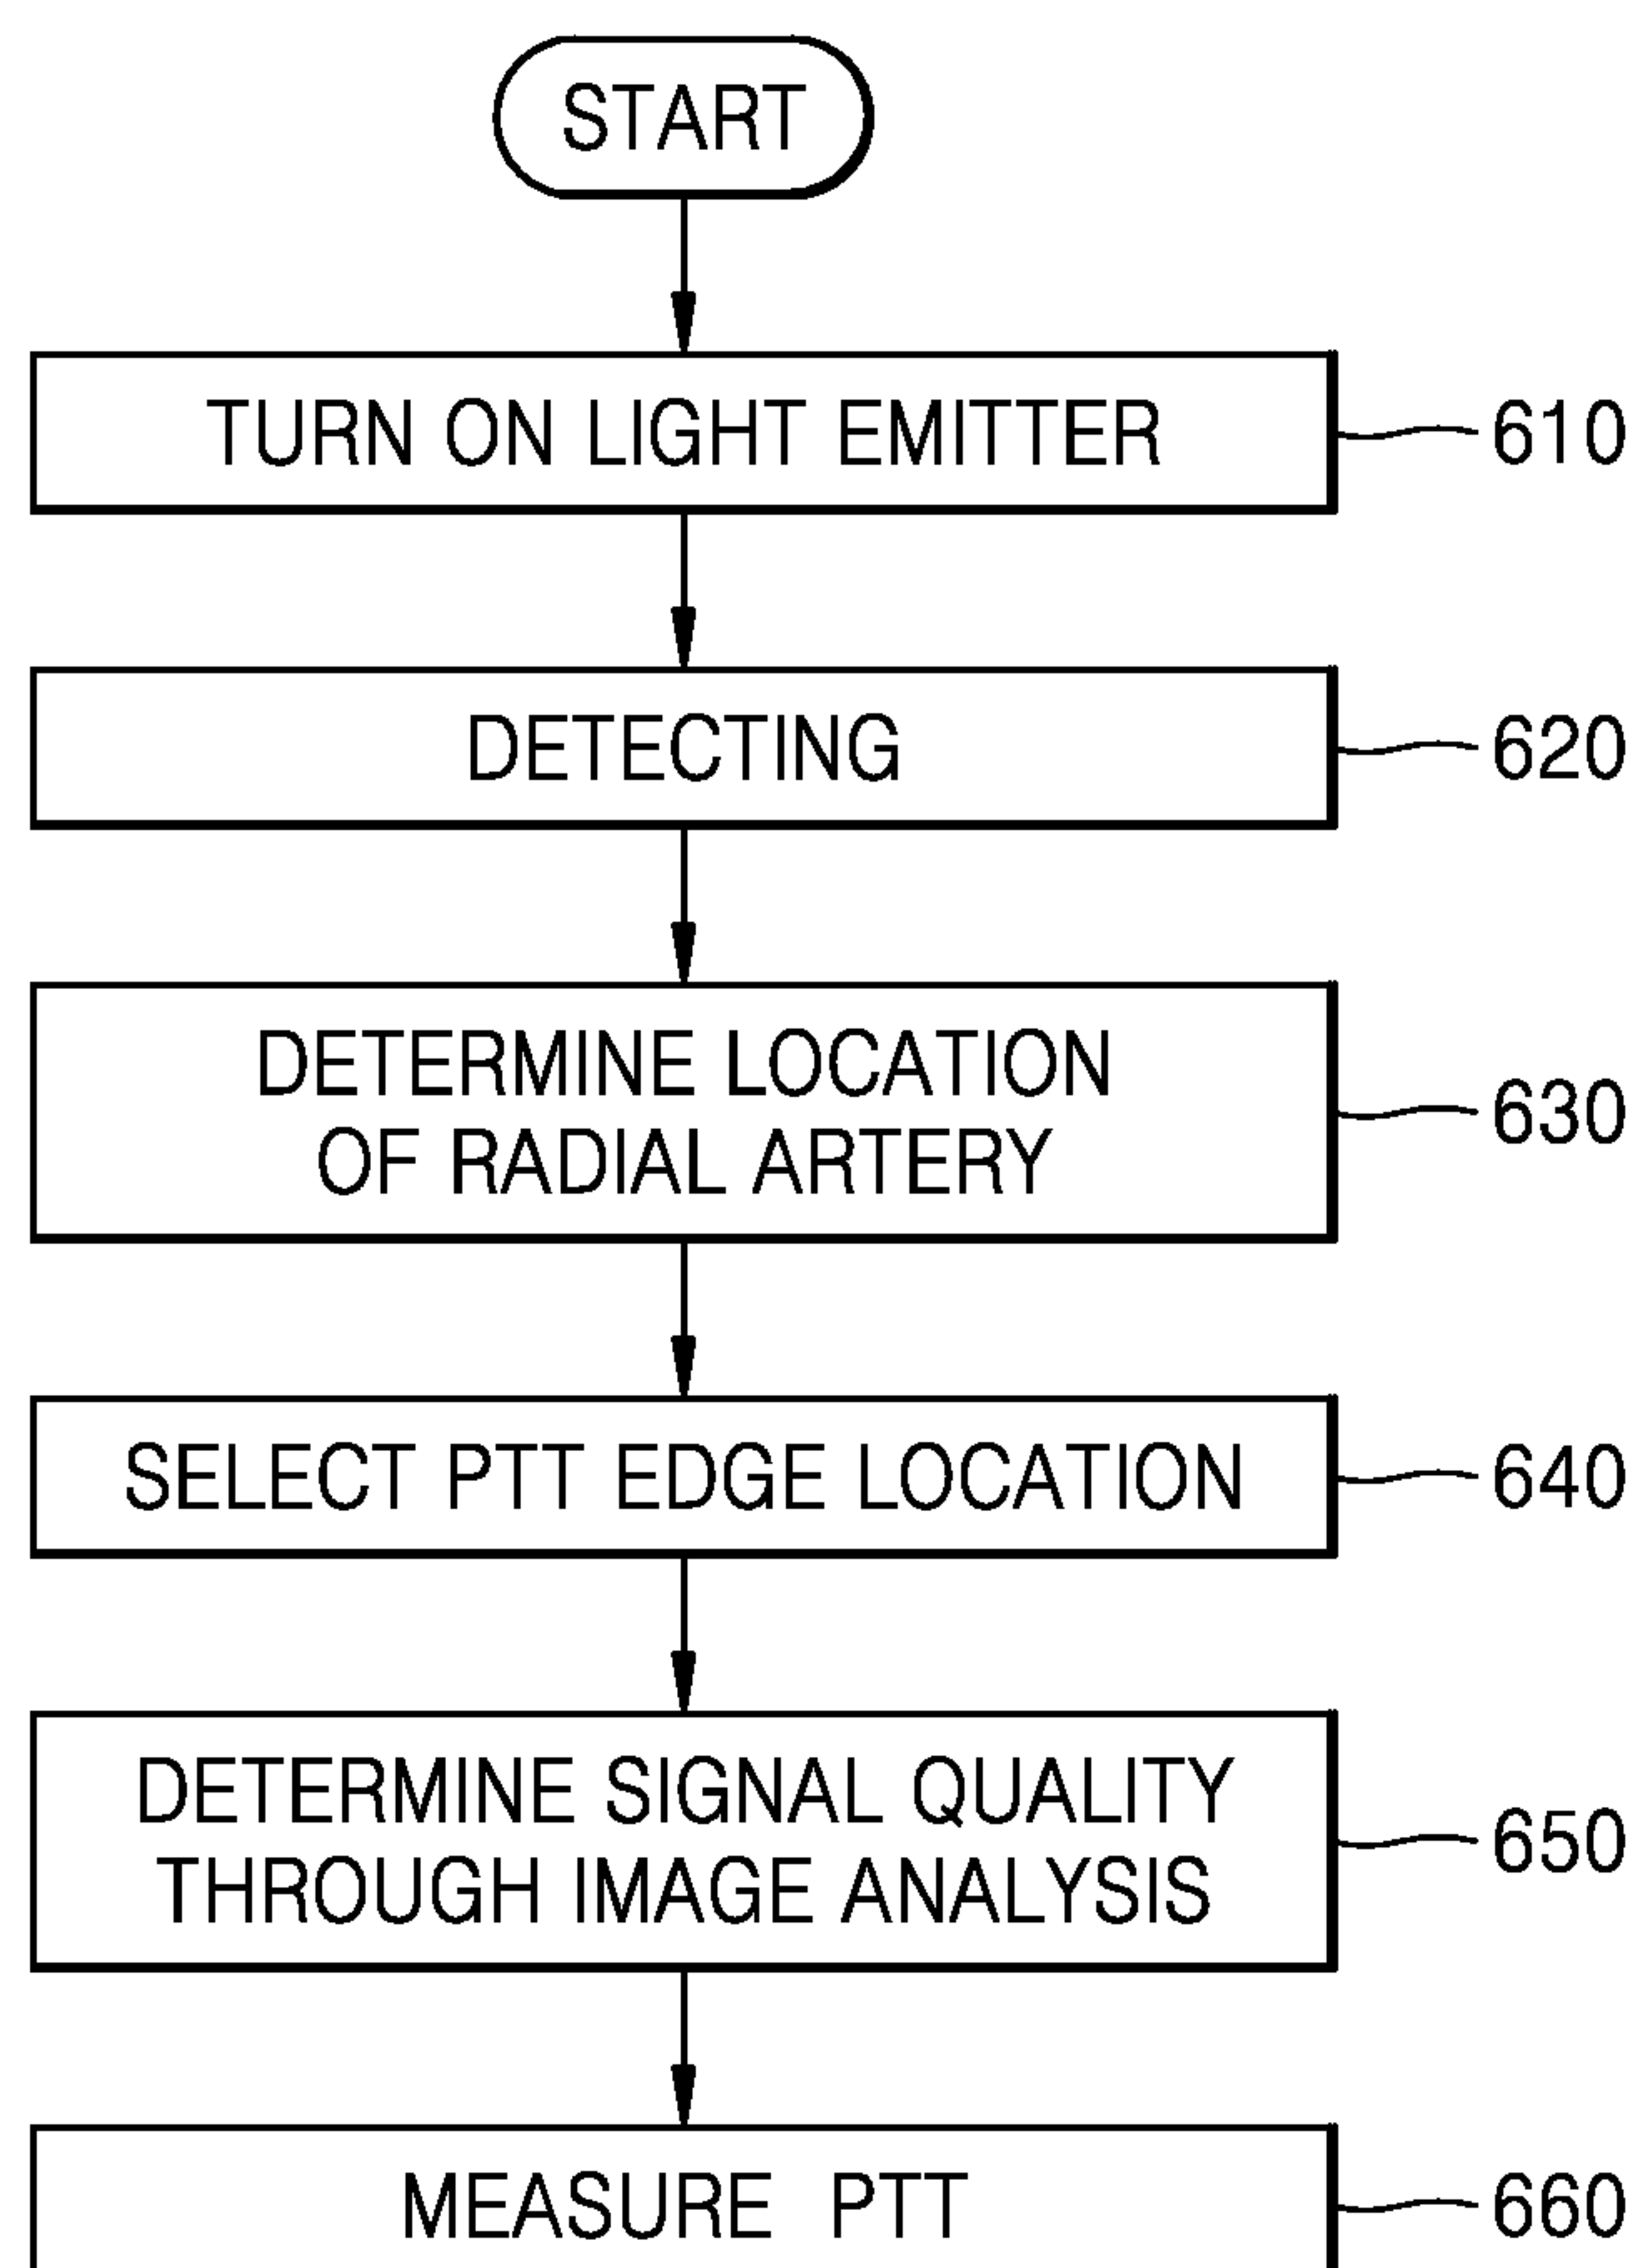 START
TURN ON LIGHT EMITTER
610
DETECTING
620
DETERMINE LOCATION
OF RADIAL ARTERY
630
SELECT PTT EDGE LOCATION
640
DETERMINE SIGNAL QUALITY
THROUGH IMAGE ANALYSIS
650
MEASURE PTT
660